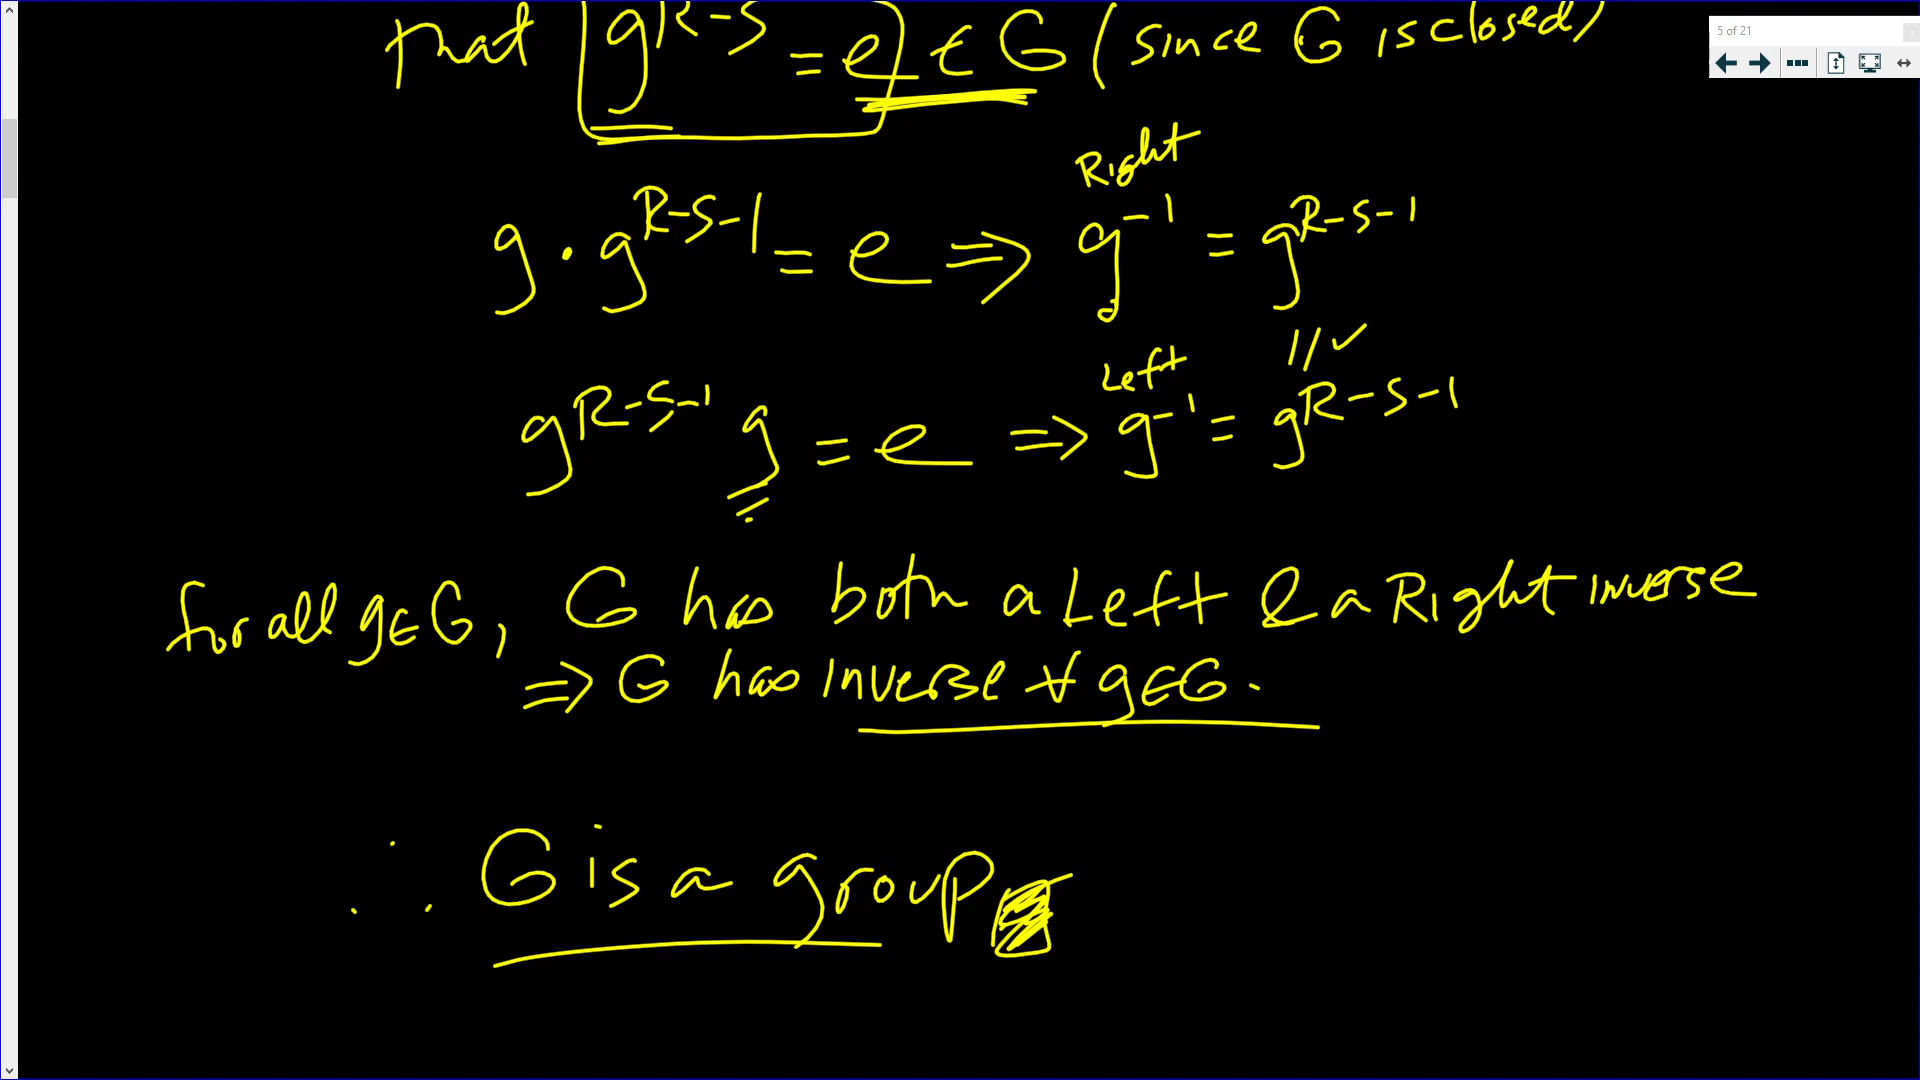 that g^{R-S} = e ∈ G (since G is closed)
5 of 21
Right
g · g^{R-S-1} = e ⇒ g^{-1} = g^{R-S-1}
// ✓
Left
g^{R-S-1} g = e ⇒ g^{-1} = g^{R-S-1}
for all g∈G, G has both a Left & a Right inverse
⇒ G has inverse ∀ g∈G.
∴ G is a group